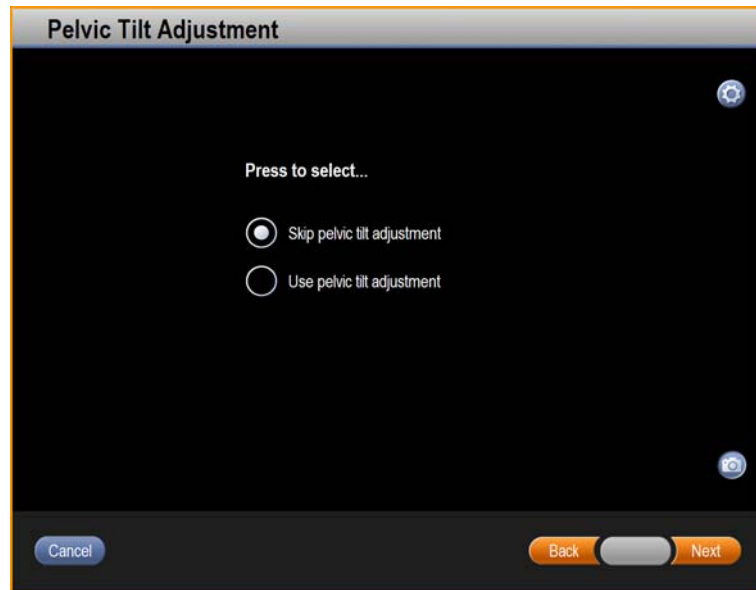 Pelvic Tilt Adjustment
Press to select...
Skip pelvic tilt adjustment
Use pelvic tilt adjustment
Cancel
Back
Next